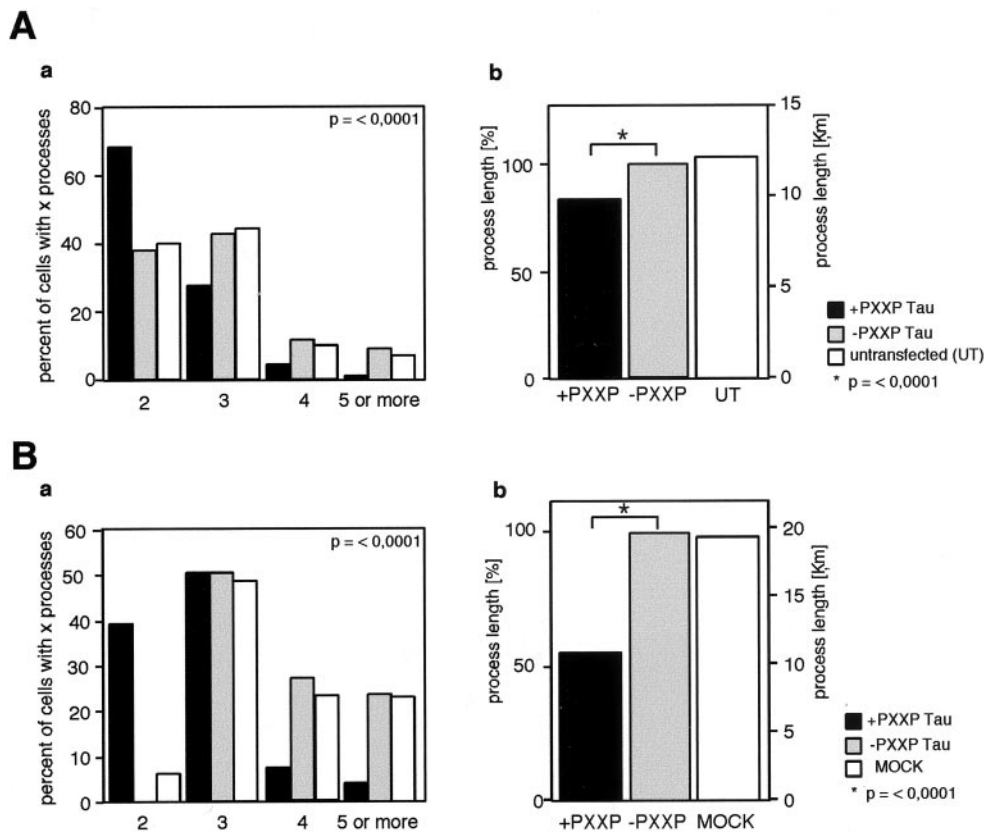 A
a
percent of cells with x processes
80
60
40
20
0
p = < 0,0001
2 3 4 5 or more
b
process length [%]
100
50
0
*
15
10
5
0
process length [Ķm]
+PXXP -PXXP UT
+PXXP Tau
-PXXP Tau
untransfected (UT)
* p = < 0,0001
B
a
percent of cells with x processes
60
50
40
30
20
10
0
p = < 0,0001
2 3 4 5 or more
b
process length [%]
100
50
0
*
20
15
10
5
0
process length [Ķm]
+PXXP -PXXP MOCK
+PXXP Tau
-PXXP Tau
MOCK
* p = < 0,0001